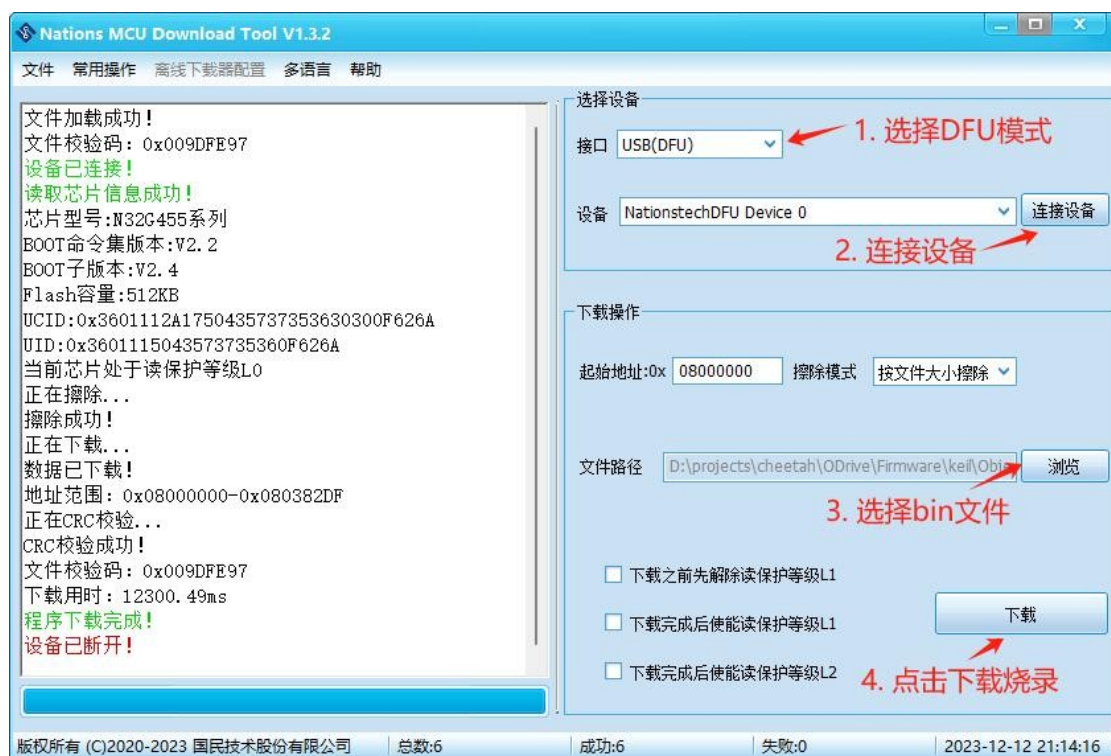 Nations MCU Download Tool V1.3.2
文件 常用操作 离线下载器配置 多语言 帮助
文件加载成功!
文件校验码: 0x009DFE97
设备已连接!
读取芯片信息成功!
芯片型号:N32G455系列
BOOT命令集版本:V2.2
BOOT子版本:V2.4
Flash容量:512KB
UCID:0x3601112A1750435737353630300F626A
UID:0x3601115043573735360F626A
当前芯片处于读保护等级L0
正在擦除...
擦除成功!
正在下载...
数据已下载!
地址范围: 0x08000000-0x080382DF
正在CRC校验...
CRC校验成功!
文件校验码: 0x009DFE97
下载用时: 12300.49ms
程序下载完成!
设备已断开!
选择设备
接口 USB(DFU)
1. 选择DFU模式
设备 NationstechDFU Device 0 连接设备
2. 连接设备
下载操作
起始地址:0x 08000000 擦除模式 按文件大小擦除
文件路径 D:\projects\cheetah\ODrive\Firmware\keil\Obje 浏览
3. 选择bin文件
下载之前先解除读保护等级L1
下载完成后使能读保护等级L1
下载
下载完成后使能读保护等级L2
4. 点击下载烧录
版权所有 (C)2020-2023 国民技术股份有限公司 总数:6 成功:6 失败:0 2023-12-12 21:14:16